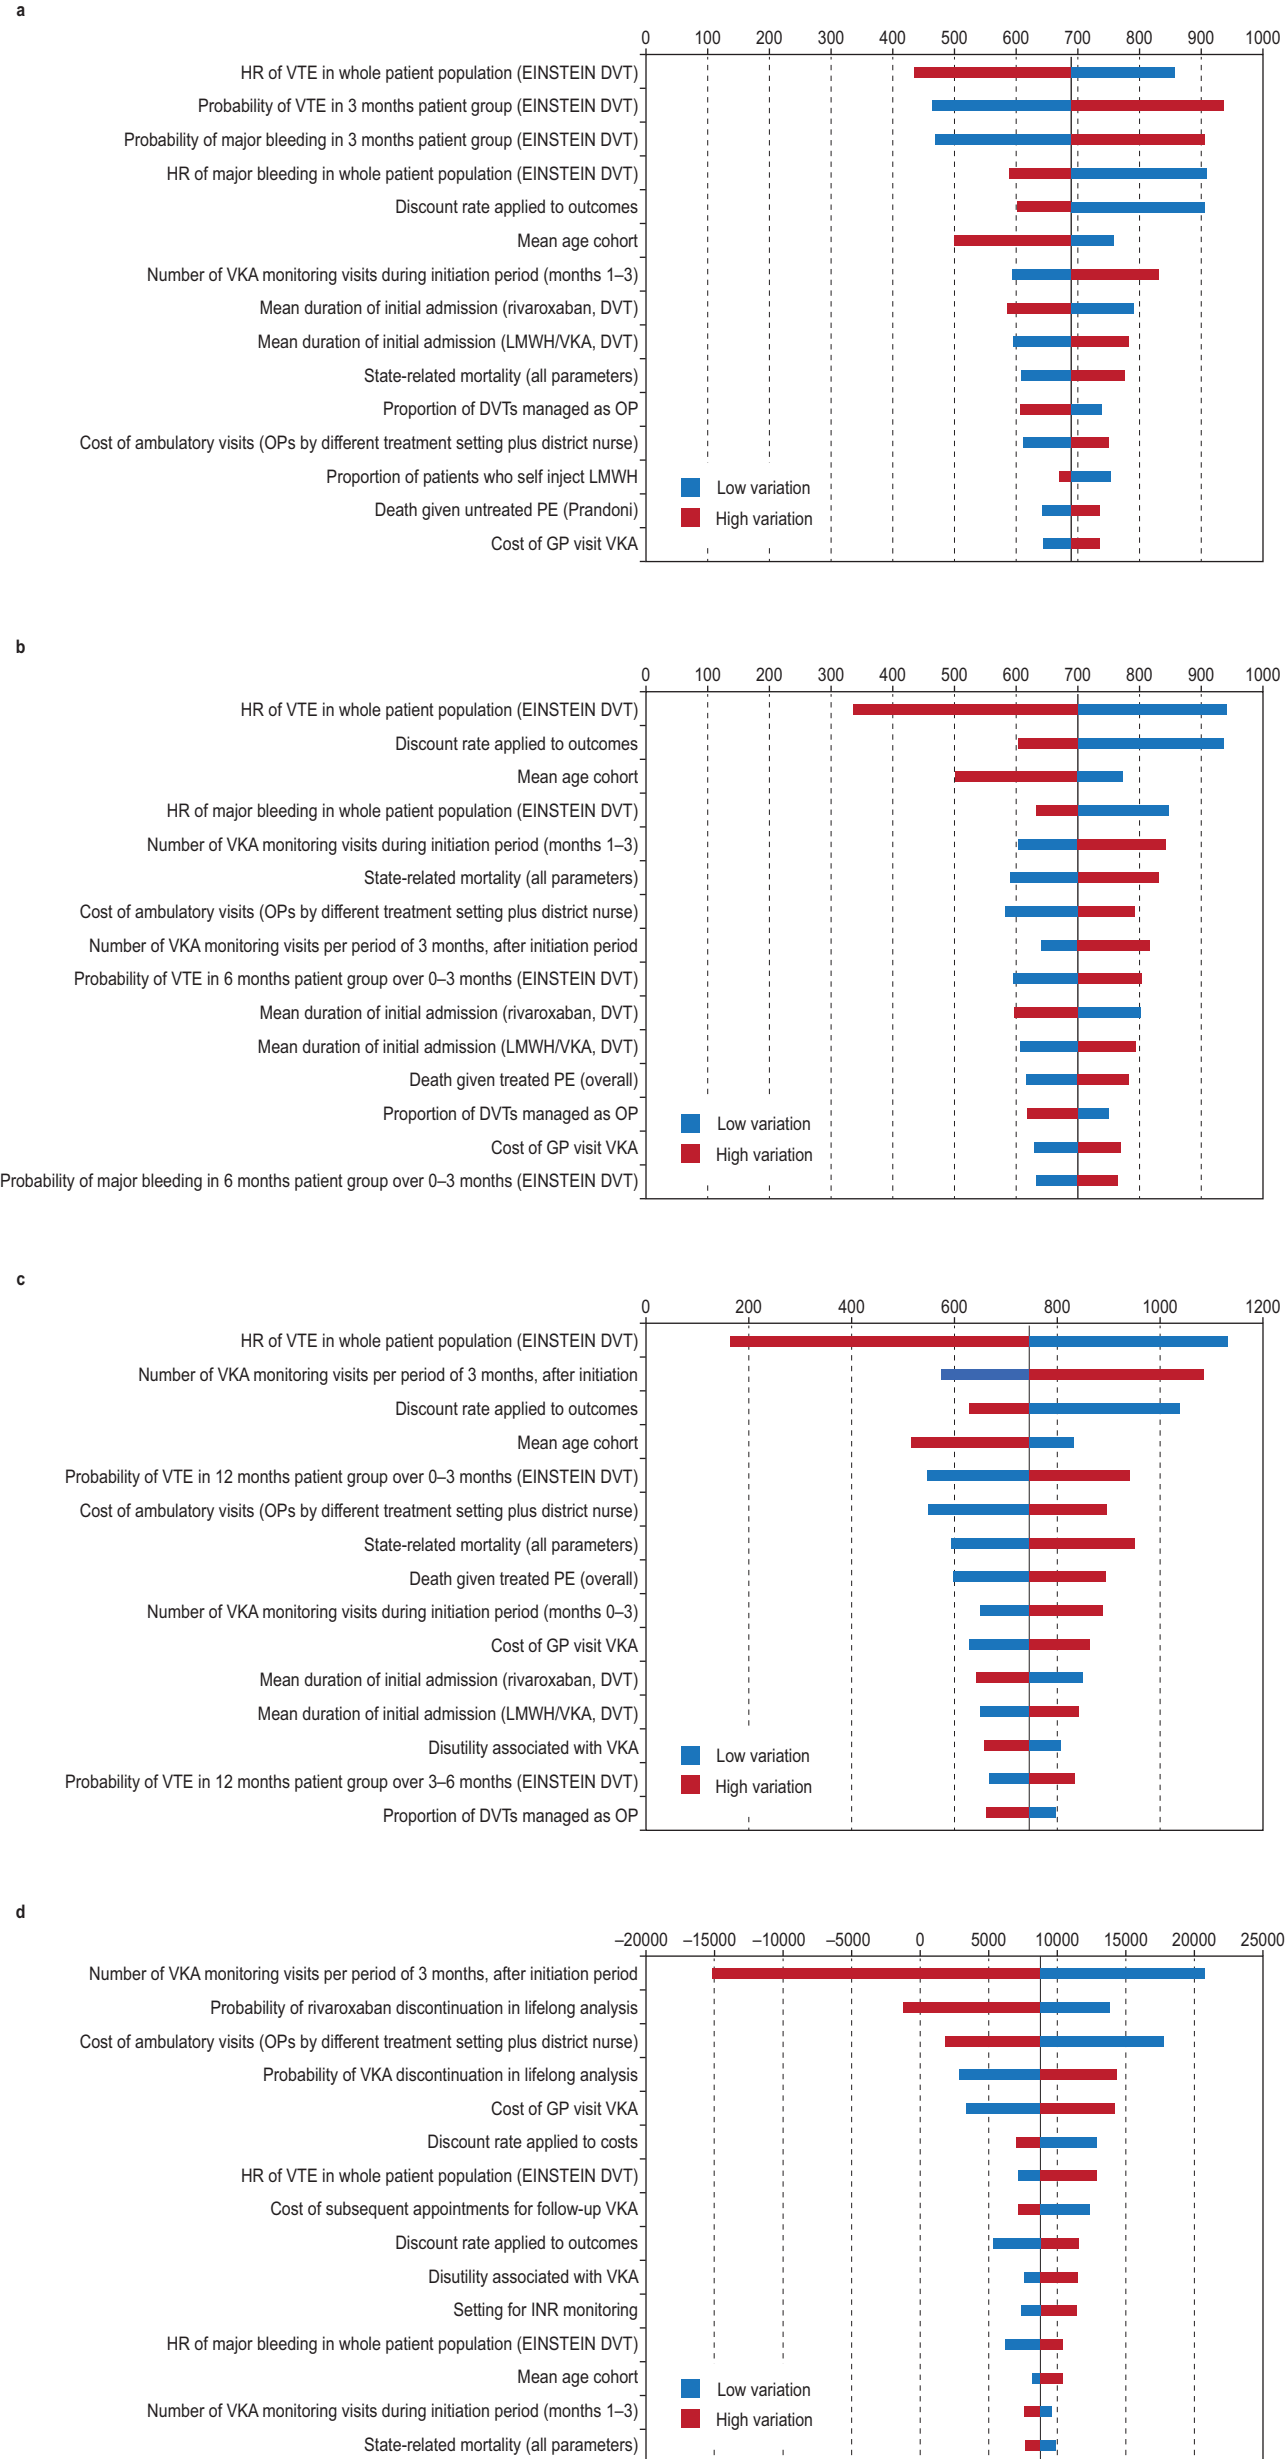 a
0 100 200 300 400 500 600 700 800 900 1000
HR of VTE in whole patient population (EINSTEIN DVT)
Probability of VTE in 3 months patient group (EINSTEIN DVT)
Probability of major bleeding in 3 months patient group (EINSTEIN DVT)
HR of major bleeding in whole patient population (EINSTEIN DVT)
Discount rate applied to outcomes
Mean age cohort
Number of VKA monitoring visits during initiation period (months 1–3)
Mean duration of initial admission (rivaroxaban, DVT)
Mean duration of initial admission (LMWH/VKA, DVT)
State-related mortality (all parameters)
Proportion of DVTs managed as OP
Cost of ambulatory visits (OPs by different treatment setting plus district nurse)
Proportion of patients who self inject LMWH
Death given untreated PE (Prandoni)
Cost of GP visit VKA
Low variation
High variation
b
0 100 200 300 400 500 600 700 800 900 1000
HR of VTE in whole patient population (EINSTEIN DVT)
Discount rate applied to outcomes
Mean age cohort
HR of major bleeding in whole patient population (EINSTEIN DVT)
Number of VKA monitoring visits during initiation period (months 1–3)
State-related mortality (all parameters)
Cost of ambulatory visits (OPs by different treatment setting plus district nurse)
Number of VKA monitoring visits per period of 3 months, after initiation period
Probability of VTE in 6 months patient group over 0–3 months (EINSTEIN DVT)
Mean duration of initial admission (rivaroxaban, DVT)
Mean duration of initial admission (LMWH/VKA, DVT)
Death given treated PE (overall)
Proportion of DVTs managed as OP
Cost of GP visit VKA
Probability of major bleeding in 6 months patient group over 0–3 months (EINSTEIN DVT)
Low variation
High variation
c
0 200 400 600 800 1000 1200
HR of VTE in whole patient population (EINSTEIN DVT)
Number of VKA monitoring visits per period of 3 months, after initiation
Discount rate applied to outcomes
Mean age cohort
Probability of VTE in 12 months patient group over 0–3 months (EINSTEIN DVT)
Cost of ambulatory visits (OPs by different treatment setting plus district nurse)
State-related mortality (all parameters)
Death given treated PE (overall)
Number of VKA monitoring visits during initiation period (months 0–3)
Cost of GP visit VKA
Mean duration of initial admission (rivaroxaban, DVT)
Mean duration of initial admission (LMWH/VKA, DVT)
Disutility associated with VKA
Probability of VTE in 12 months patient group over 3–6 months (EINSTEIN DVT)
Proportion of DVTs managed as OP
Low variation
High variation
d
–20000 –15000 –10000 –5000 0 5000 10000 15000 20000 25000
Number of VKA monitoring visits per period of 3 months, after initiation period
Probability of rivaroxaban discontinuation in lifelong analysis
Cost of ambulatory visits (OPs by different treatment setting plus district nurse)
Probability of VKA discontinuation in lifelong analysis
Cost of GP visit VKA
Discount rate applied to costs
HR of VTE in whole patient population (EINSTEIN DVT)
Cost of subsequent appointments for follow-up VKA
Discount rate applied to outcomes
Disutility associated with VKA
Setting for INR monitoring
HR of major bleeding in whole patient population (EINSTEIN DVT)
Mean age cohort
Number of VKA monitoring visits during initiation period (months 1–3)
State-related mortality (all parameters)
Low variation
High variation